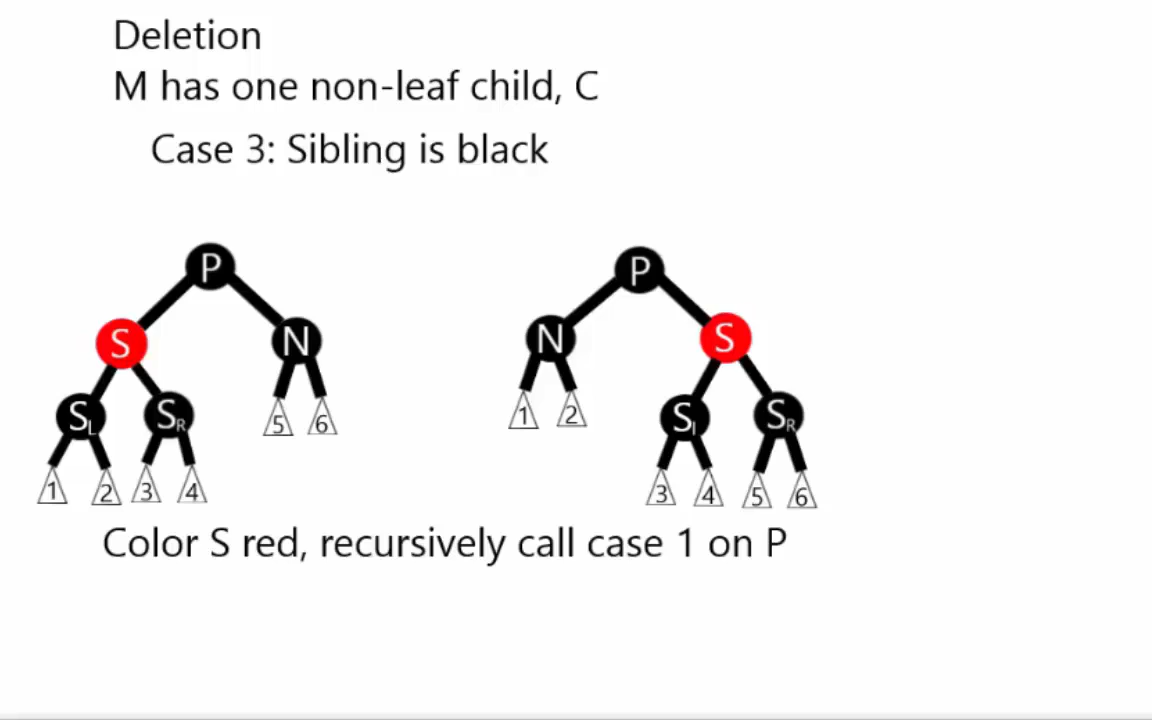 Deletion
M has one non-leaf child, C
Case 3: Sibling is black
P
S N
SL SR
5 6
1 2 3 4
P
N S
1 2
SL SR
3 4 5 6
Color S red, recursively call case 1 on P